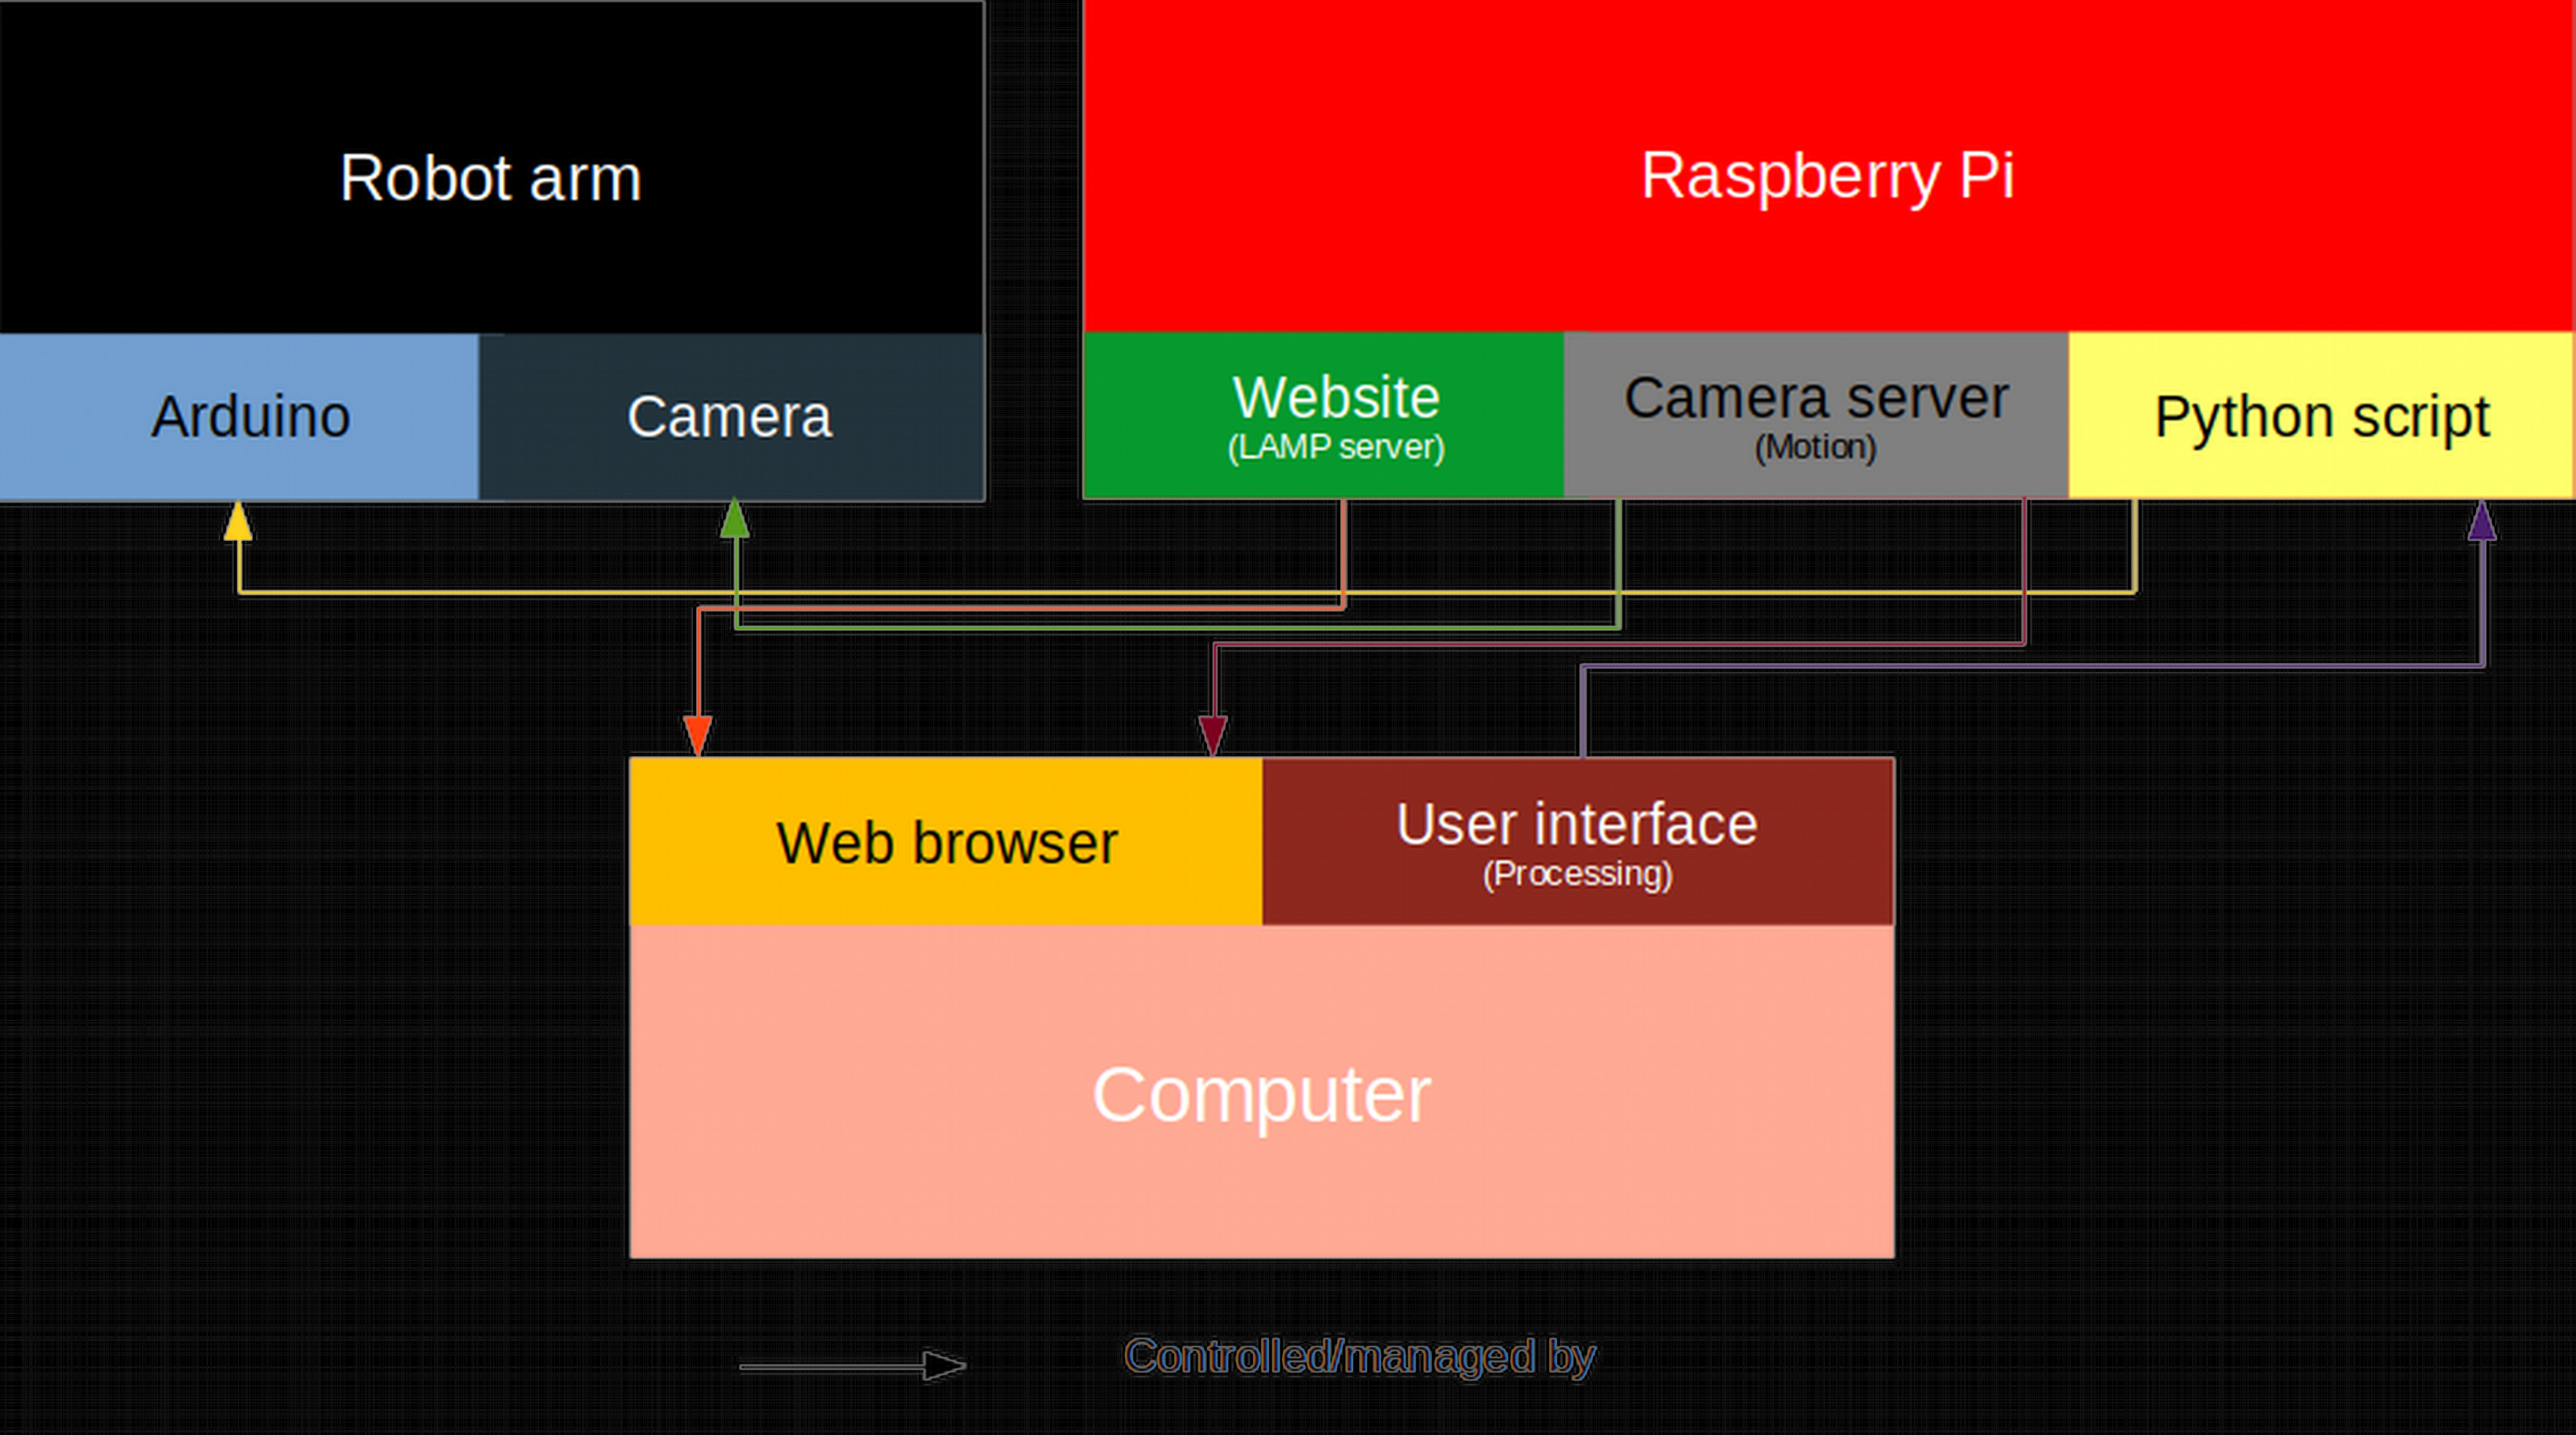 Robot arm
Raspberry Pi
Arduino
Camera
Website
(LAMP server)
Camera server
(Motion)
Python script
Web browser
User interface
(Processing)
Computer
Controlled/managed by